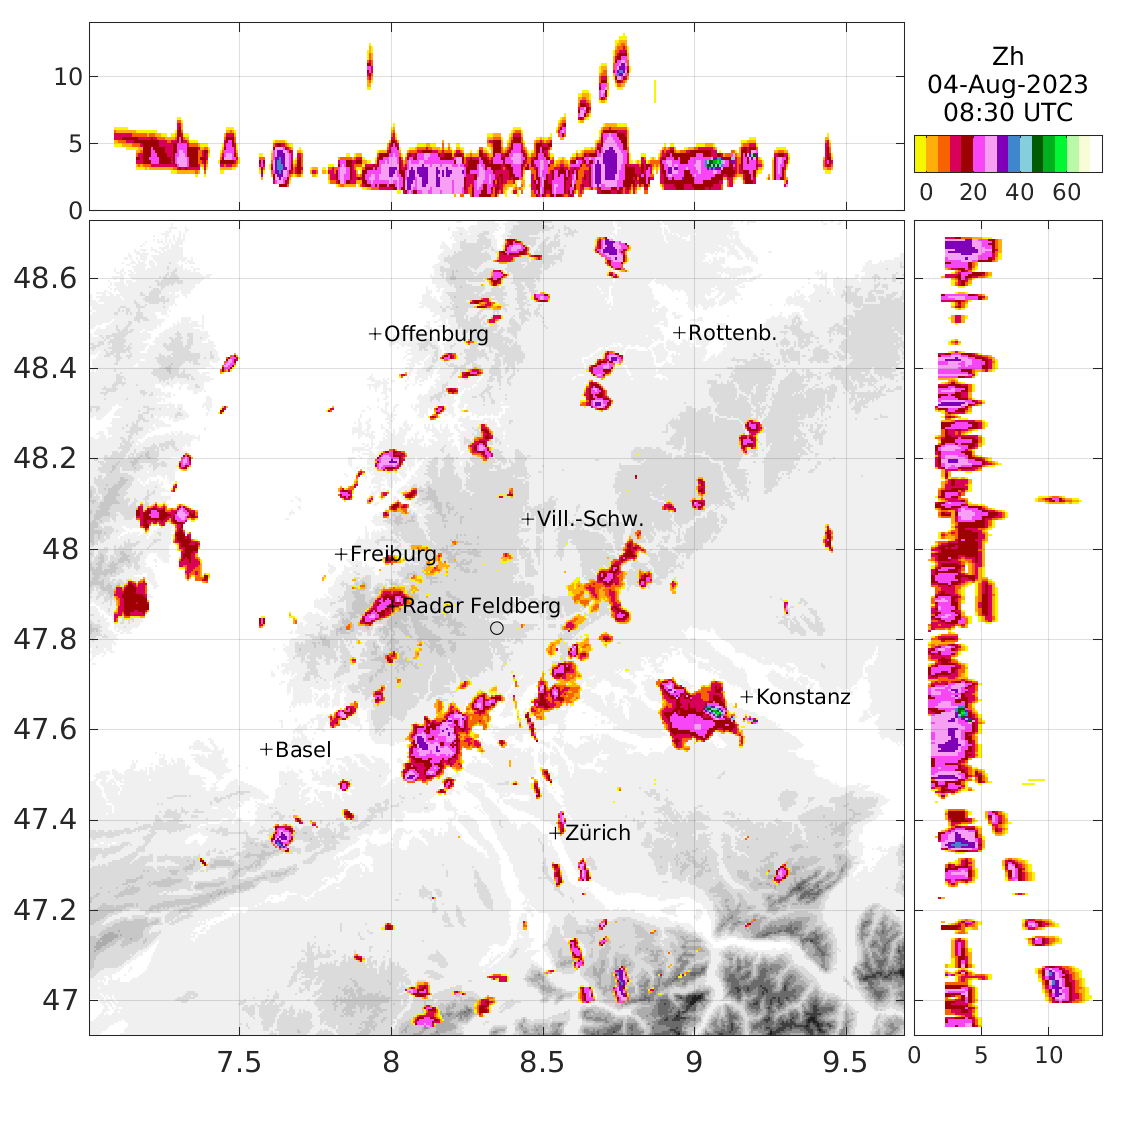 10
5
0
Zh
04-Aug-2023
08:30 UTC
0 20 40 60
48.6
48.4
48.2
48
47.8
47.6
47.4
47.2
47
+Offenburg
+Rottenb.
+Vill.-Schw.
+Freiburg
+Radar Feldberg
+Konstanz
+Basel
+Zürich
7.5 8 8.5 9 9.5
0 5 10